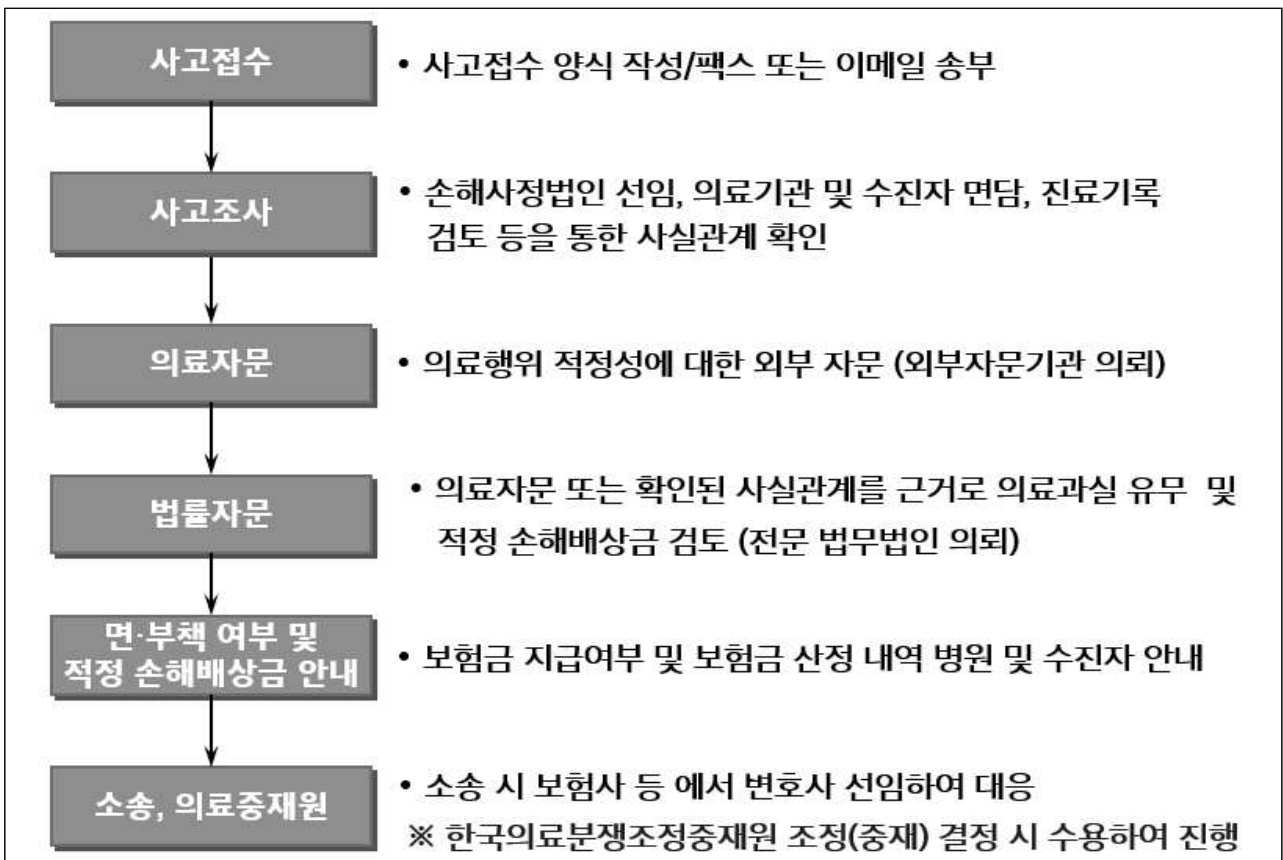 사고접수
• 사고접수 양식 작성/팩스 또는 이메일 송부
사고조사
• 손해사정법인 선임, 의료기관 및 수진자 면담, 진료기록
검토 등을 통한 사실관계 확인
의료자문
• 의료행위 적정성에 대한 외부 자문 (외부자문기관 의뢰)
법률자문
• 의료자문 또는 확인된 사실관계를 근거로 의료과실 유무 및
적정 손해배상금 검토 (전문 법무법인 의뢰)
면·부책 여부 및
적정 손해배상금 안내
• 보험금 지급여부 및 보험금 산정 내역 병원 및 수진자 안내
소송, 의료중재원
• 소송 시 보험사 등 에서 변호사 선임하여 대응
※ 한국의료분쟁조정중재원 조정(중재) 결정 시 수용하여 진행